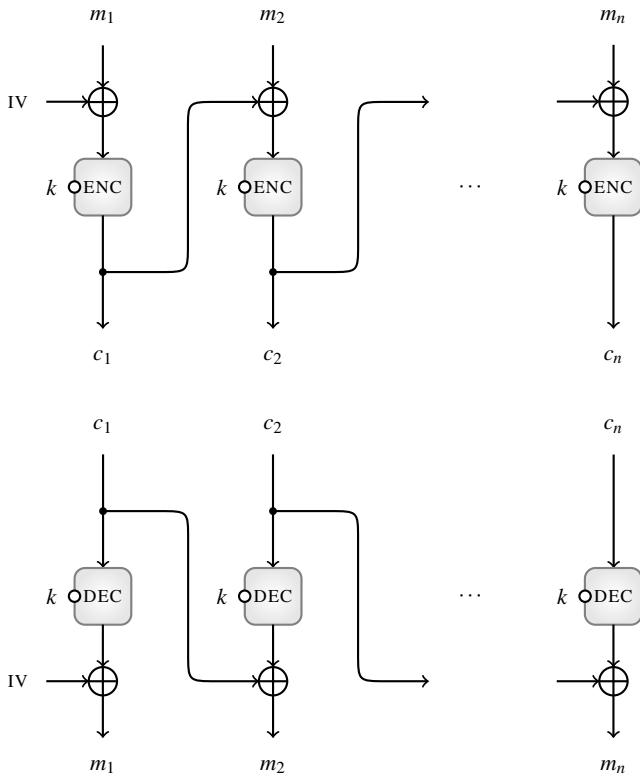 m₁ m₂ mₙ
IV
k ENC k ENC ... k ENC
c₁ c₂ cₙ
c₁ c₂ cₙ
k DEC k DEC ... k DEC
IV
m₁ m₂ mₙ